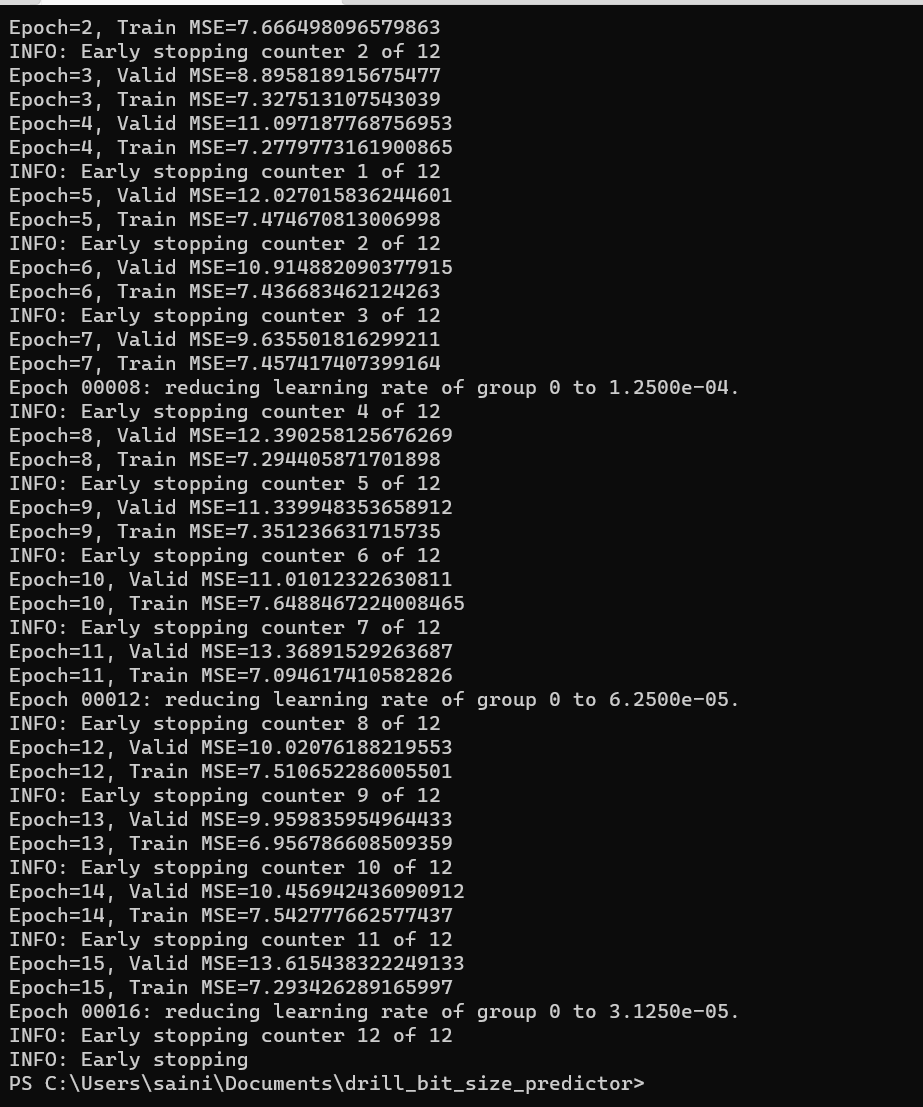 Epoch=2, Train MSE=7.666498096579863
INFO: Early stopping counter 2 of 12
Epoch=3, Valid MSE=8.895818915675477
Epoch=3, Train MSE=7.327513107543039
Epoch=4, Valid MSE=11.097187768756953
Epoch=4, Train MSE=7.2779773161900865
INFO: Early stopping counter 1 of 12
Epoch=5, Valid MSE=12.027015836244601
Epoch=5, Train MSE=7.474670813006998
INFO: Early stopping counter 2 of 12
Epoch=6, Valid MSE=10.914882090377915
Epoch=6, Train MSE=7.436683462124263
INFO: Early stopping counter 3 of 12
Epoch=7, Valid MSE=9.635501816299211
Epoch=7, Train MSE=7.457417407399164
Epoch 00008: reducing learning rate of group 0 to 1.2500e-04.
INFO: Early stopping counter 4 of 12
Epoch=8, Valid MSE=12.390258125676269
Epoch=8, Train MSE=7.294405871701898
INFO: Early stopping counter 5 of 12
Epoch=9, Valid MSE=11.339948353658912
Epoch=9, Train MSE=7.351236631715735
INFO: Early stopping counter 6 of 12
Epoch=10, Valid MSE=11.01012322630811
Epoch=10, Train MSE=7.6488467224008465
INFO: Early stopping counter 7 of 12
Epoch=11, Valid MSE=13.36891529263687
Epoch=11, Train MSE=7.094617410582826
Epoch 00012: reducing learning rate of group 0 to 6.2500e-05.
INFO: Early stopping counter 8 of 12
Epoch=12, Valid MSE=10.02076188219553
Epoch=12, Train MSE=7.510652286005501
INFO: Early stopping counter 9 of 12
Epoch=13, Valid MSE=9.959835954964433
Epoch=13, Train MSE=6.956786608509359
INFO: Early stopping counter 10 of 12
Epoch=14, Valid MSE=10.456942436090912
Epoch=14, Train MSE=7.542777662577437
INFO: Early stopping counter 11 of 12
Epoch=15, Valid MSE=13.615438322249133
Epoch=15, Train MSE=7.293426289165997
Epoch 00016: reducing learning rate of group 0 to 3.1250e-05.
INFO: Early stopping counter 12 of 12
INFO: Early stopping
PS C:\Users\saini\Documents\drill_bit_size_predictor>